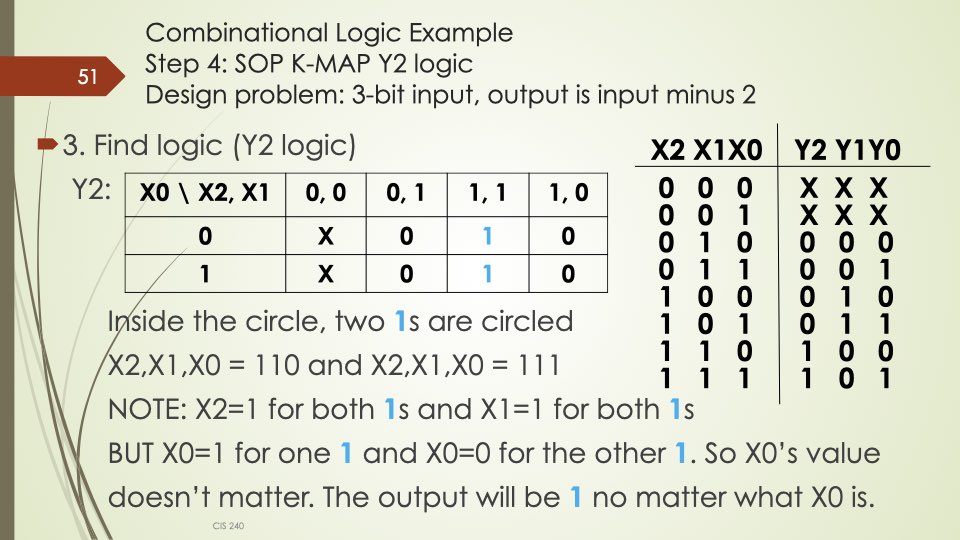 Combinational Logic Example
Step 4: SOP K-MAP Y2 logic
Design problem: 3-bit input, output is input minus 2
51
3. Find logic (Y2 logic)
Y2:
X0 \ X2, X1 0, 0 0, 1 1, 1 1, 0
0 X 0 1 0
1 X 0 1 0
X2 X1X0 Y2 Y1Y0
0 0 0 X X X
0 0 1 X X X
0 1 0 0 0 0
0 1 1 0 0 1
1 0 0 0 1 0
1 0 1 0 1 1
1 1 0 1 0 0
1 1 1 1 0 1
Inside the circle, two 1s are circled
X2,X1,X0 = 110 and X2,X1,X0 = 111
NOTE: X2=1 for both 1s and X1=1 for both 1s
BUT X0=1 for one 1 and X0=0 for the other 1. So X0’s value
doesn’t matter. The output will be 1 no matter what X0 is.
CIS 240